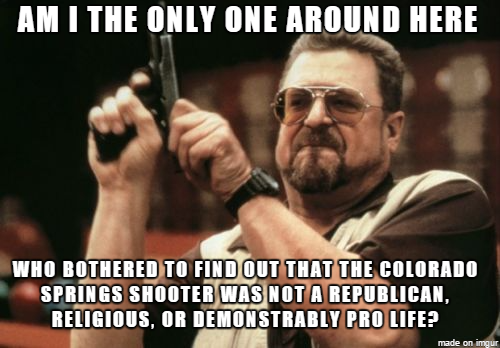 AM I THE ONLY ONE AROUND HERE
WHO BOTHERED TO FIND OUT THAT THE COLORADO
SPRINGS SHOOTER WAS NOT A REPUBLICAN,
RELIGIOUS, OR DEMONSTRABLY PRO LIFE?
made on imgur